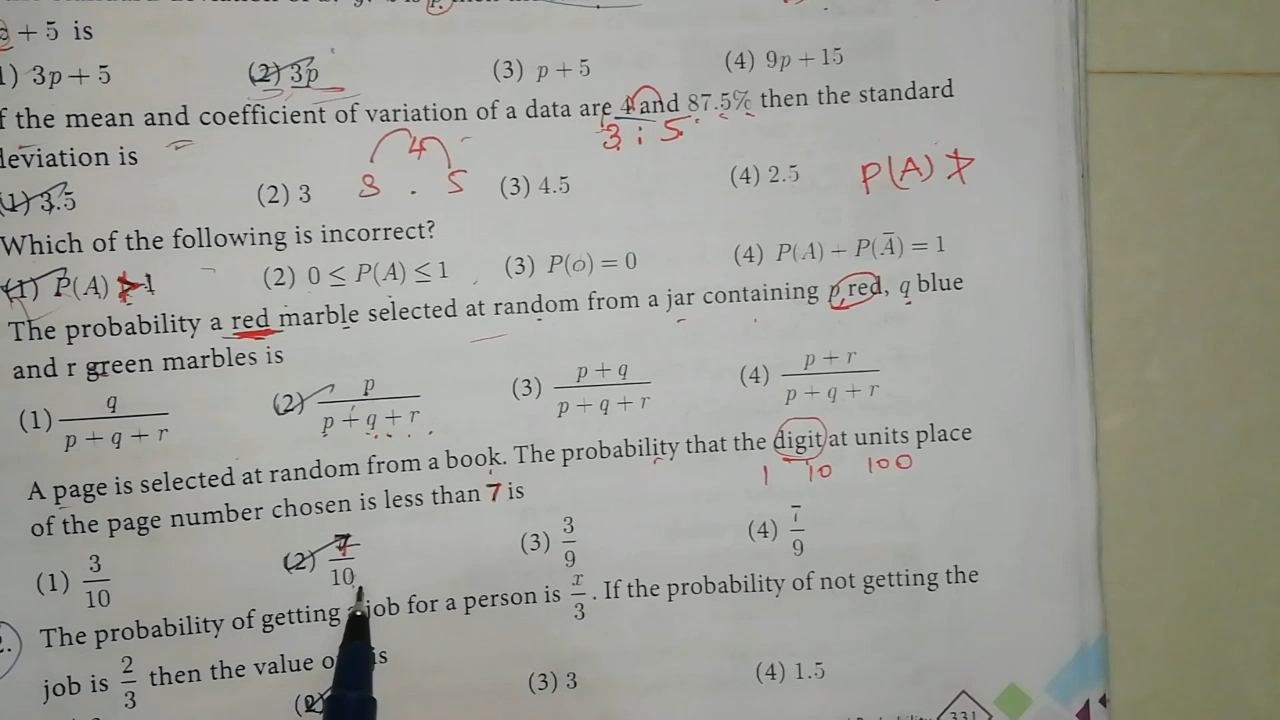 + 5 is
1) 3p + 5 (2) 3p (3) p + 5 (4) 9p + 15
f the mean and coefficient of variation of a data are 4 and 87.5% then the standard
3 : 5
deviation is
4
(1) 3.5 (2) 3 8 . 5 (3) 4.5 (4) 2.5 P(A) ≯
Which of the following is incorrect?
(1) P(A) > 1 (2) 0 ≤ P(A) ≤ 1 (3) P(o) = 0 (4) P(A) + P(Ā) = 1
The probability a red marble selected at random from a jar containing p red, q blue
and r green marbles is
(1) q/(p + q + r) (2) p/(p + q + r) (3) (p + q)/(p + q + r) (4) (p + r)/(p + q + r)
A page is selected at random from a book. The probability that the digit at units place
1 10 100
of the page number chosen is less than 7 is
(1) 3/10 (2) 7/10 (3) 3/9 (4) 7/9
The probability of getting job for a person is x/3. If the probability of not getting the
job is 2/3 then the value is
(2) (3) 3 (4) 1.5
331